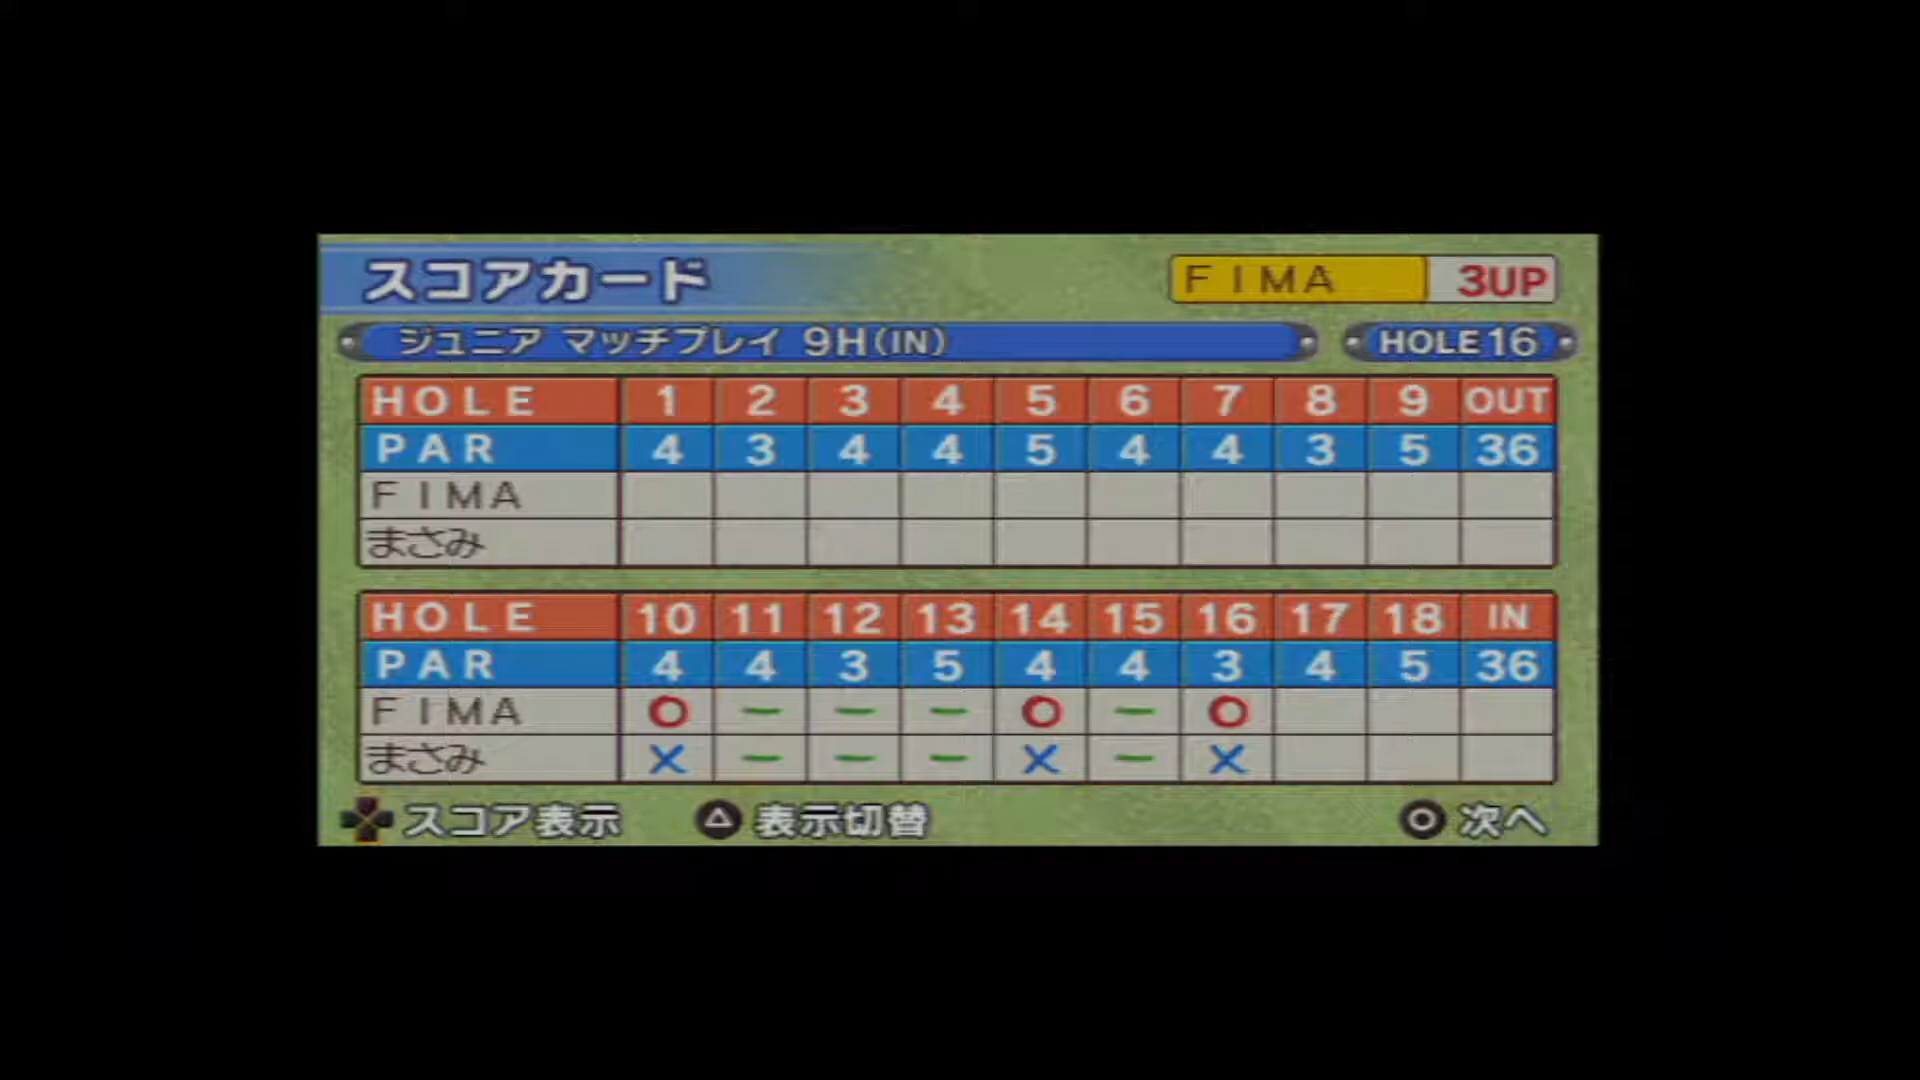 スコアカード FIMA 3UP
ジュニア マッチプレイ 9H(IN) HOLE16
HOLE 1 2 3 4 5 6 7 8 9 OUT
PAR 4 3 4 4 5 4 4 3 5 36
FIMA
まさみ
HOLE 10 11 12 13 14 15 16 17 18 IN
PAR 4 4 3 5 4 4 3 4 5 36
FIMA ○ - - - ○ - ○
まさみ × - - - × - ×
スコア表示 △ 表示切替 ○ 次へ